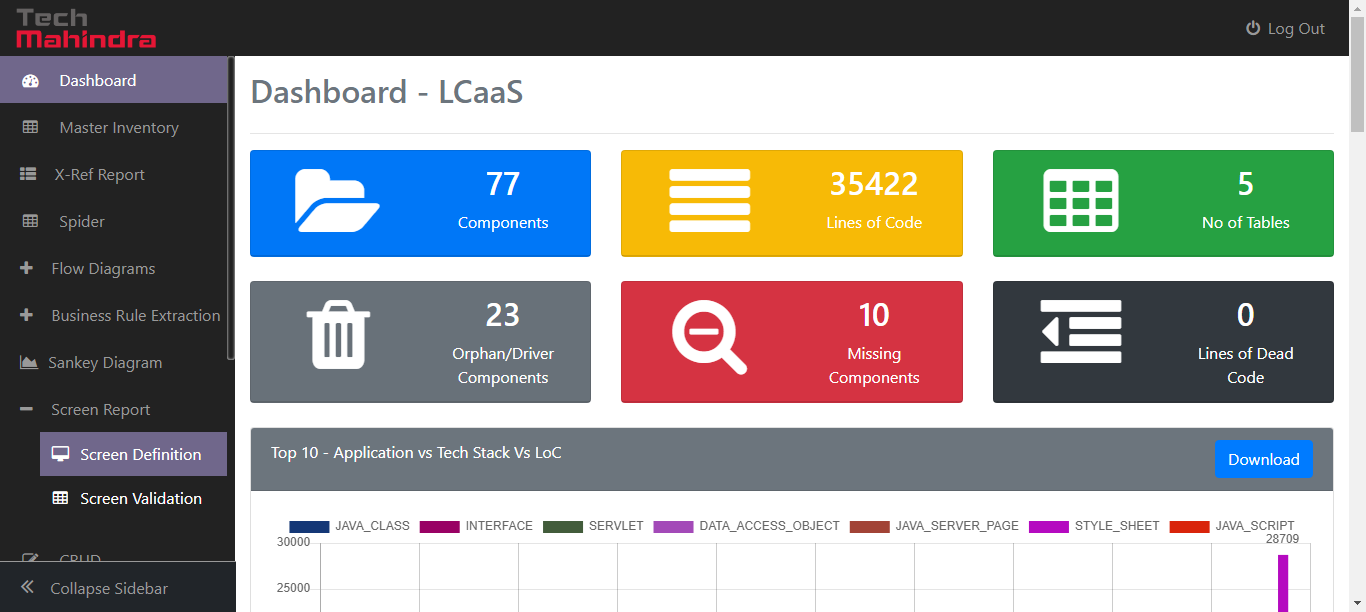 Tech
Mahindra
Log Out
Dashboard
Master Inventory
X-Ref Report
Spider
Flow Diagrams
Business Rule Extraction
Sankey Diagram
Screen Report
Screen Definition
Screen Validation
CRUD
Collapse Sidebar
Dashboard - LCaaS
77
Components
35422
Lines of Code
5
No of Tables
23
Orphan/Driver
Components
10
Missing
Components
0
Lines of Dead
Code
Top 10 - Application vs Tech Stack Vs LoC
Download
JAVA_CLASS INTERFACE SERVLET DATA_ACCESS_OBJECT JAVA_SERVER_PAGE STYLE_SHEET JAVA_SCRIPT
28709
30000
25000